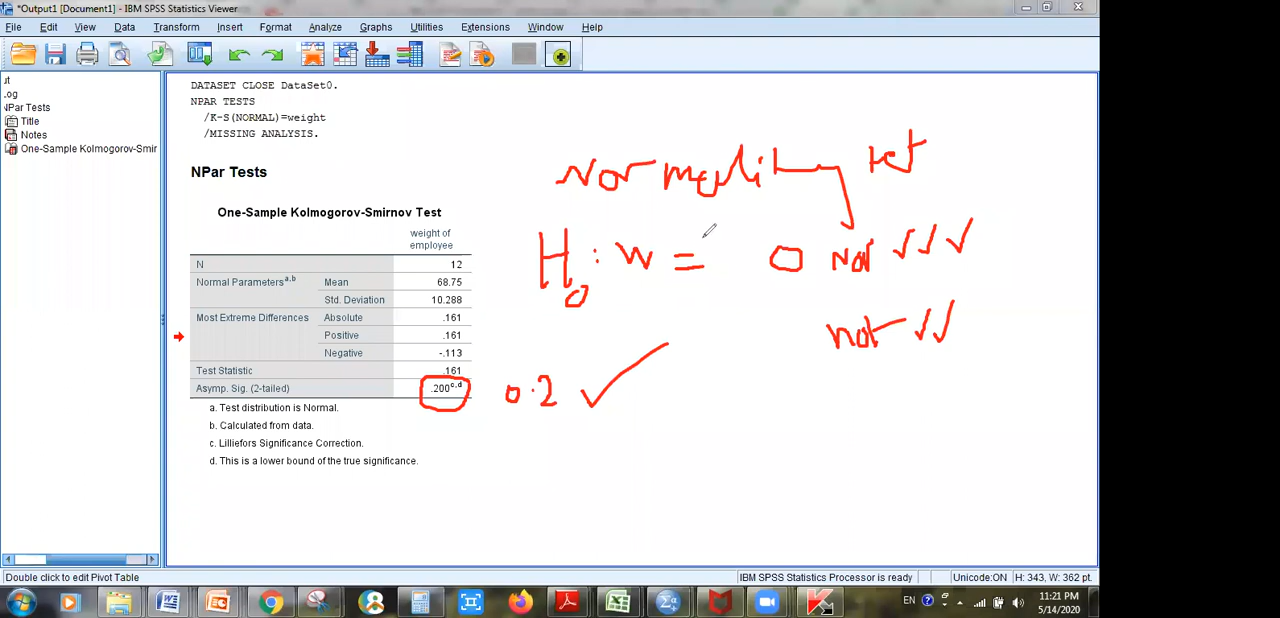 *Output1 [Document1] - IBM SPSS Statistics Viewer
File Edit View Data Transform Insert Format Analyze Graphs Utilities Extensions Window Help
DATASET CLOSE DataSet0.
NPAR TESTS
/K-S(NORMAL)=weight
/MISSING ANALYSIS.
.og
NPar Tests
Title
Notes
One-Sample Kolmogorov-Smir
NPar Tests
One-Sample Kolmogorov-Smirnov Test
weight of employee
N 12
Normal Parameters a,b Mean 68.75
Std. Deviation 10.288
Most Extreme Differences Absolute .161
Positive .161
Negative -.113
Test Statistic .161
Asymp. Sig. (2-tailed) .200 c,d
a. Test distribution is Normal.
b. Calculated from data.
c. Lilliefors Significance Correction.
d. This is a lower bound of the true significance.
Normality
H0: W = 0 Nor
not
0.2
Double click to edit Pivot Table
IBM SPSS Statistics Processor is ready Unicode:ON H: 343, W: 362 pt.
EN 11:21 PM
5/14/2020